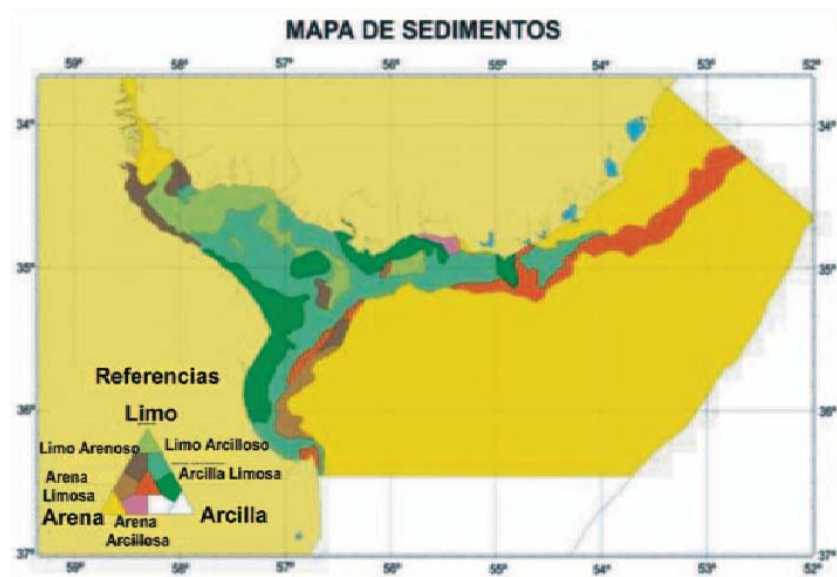 MAPA DE SEDIMENTOS
59° 58° 57° 56° 55° 54° 53° 52°
34° 34°
35° 35°
36° 36°
37° 37°
Referencias
Limo
Limo Arenoso Limo Arcilloso
Arena Limosa Arcilla Limosa
Arena Arcilla
Arena Arcillosa
59° 58° 57° 56° 55° 54° 53° 52°